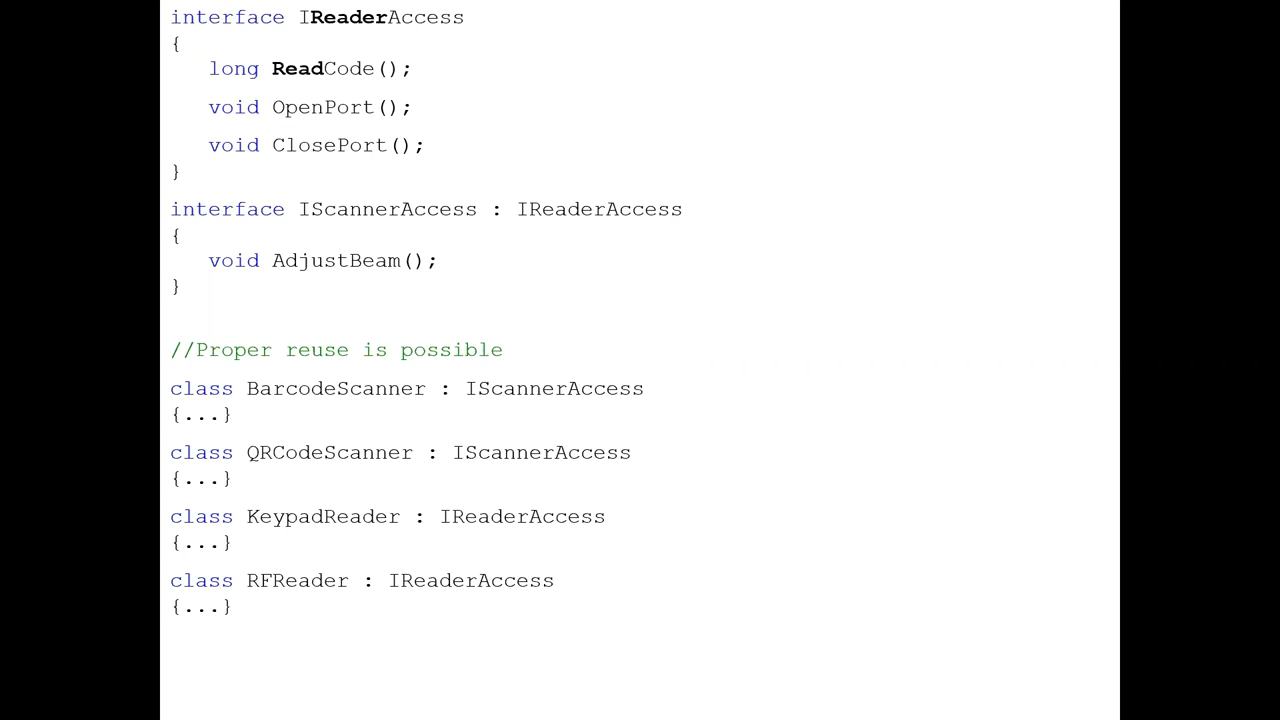 interface IReaderAccess
{
long ReadCode();
void OpenPort();
void ClosePort();
}
interface IScannerAccess : IReaderAccess
{
void AdjustBeam();
}
//Proper reuse is possible
class BarcodeScanner : IScannerAccess
{...}
class QRCodeScanner : IScannerAccess
{...}
class KeypadReader : IReaderAccess
{...}
class RFReader : IReaderAccess
{...}